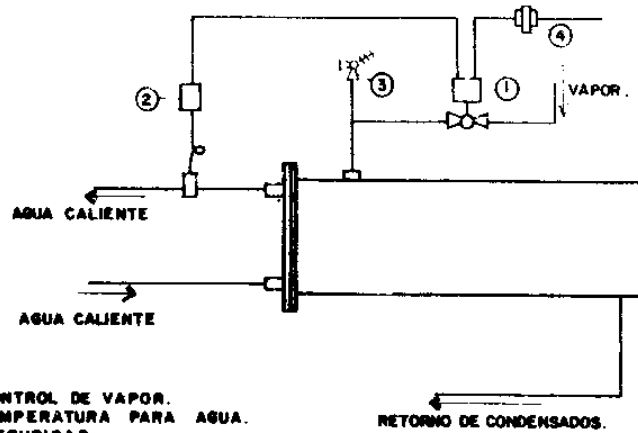 4
3
1
2
VAPOR.
AGUA CALIENTE
AGUA CALIENTE
NTROL DE VAPOR.
MPERATURA PARA AGUA.
RETORNO DE CONDENSADOS.